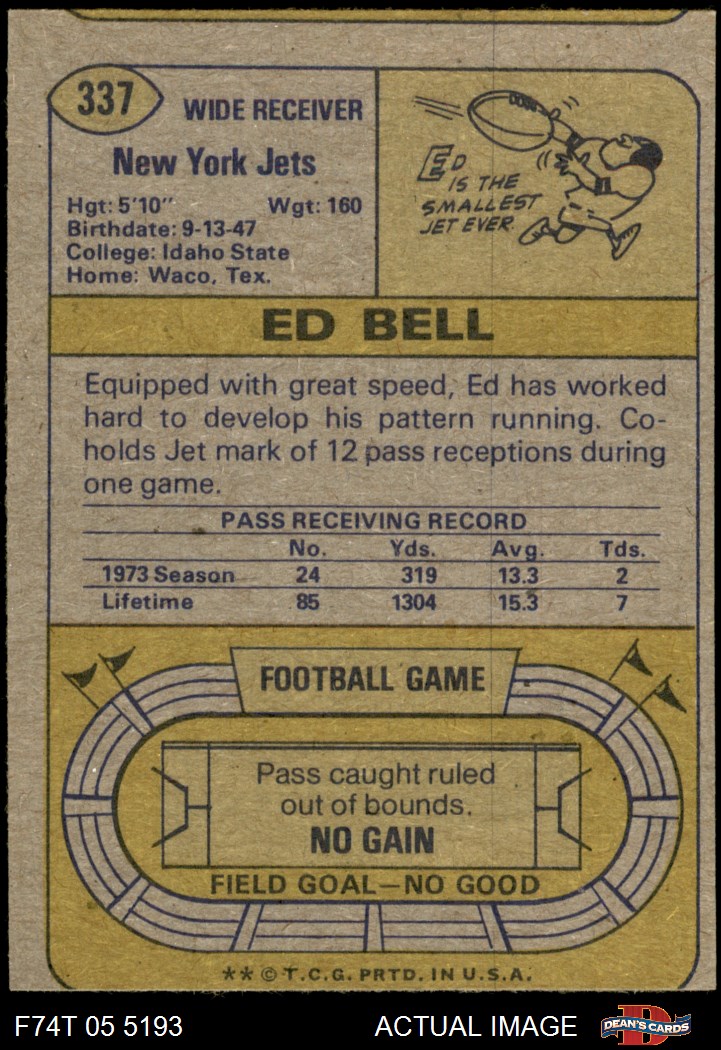 337
WIDE RECEIVER
New York Jets
Hgt: 5'10" Wgt: 160
Birthdate: 9-13-47
College: Idaho State
Home: Waco, Tex.
ED
IS THE
SMALLEST
JET EVER.
ED BELL
Equipped with great speed, Ed has worked
hard to develop his pattern running. Co-
holds Jet mark of 12 pass receptions during
one game.
PASS RECEIVING RECORD
No. Yds. Avg. Tds.
1973 Season 24 319 13.3 2
Lifetime 85 1304 15.3 7
FOOTBALL GAME
Pass caught ruled
out of bounds.
NO GAIN
FIELD GOAL—NO GOOD
** © T.C.G. PRTD. IN U.S.A.
F74T 05 5193 ACTUAL IMAGE
D
DEAN'S CARDS